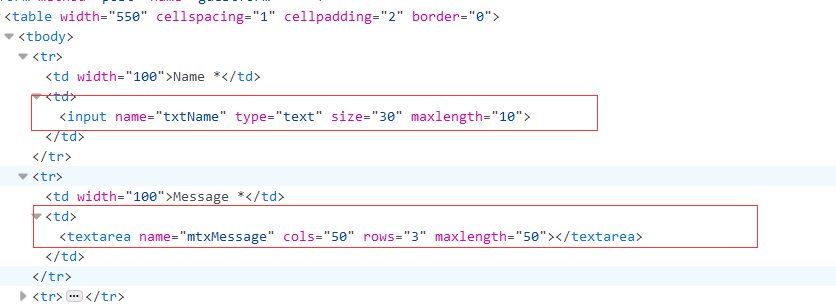 <table width="550" cellspacing="1" cellpadding="2" border="0">
<tbody>
<tr>
<td width="100">Name *</td>
<td>
<input name="txtName" type="text" size="30" maxlength="10">
</td>
</tr>
<tr>
<td width="100">Message *</td>
<td>
<textarea name="mtxMessage" cols="50" rows="3" maxlength="50"></textarea>
</td>
</tr>
<tr>…</tr>